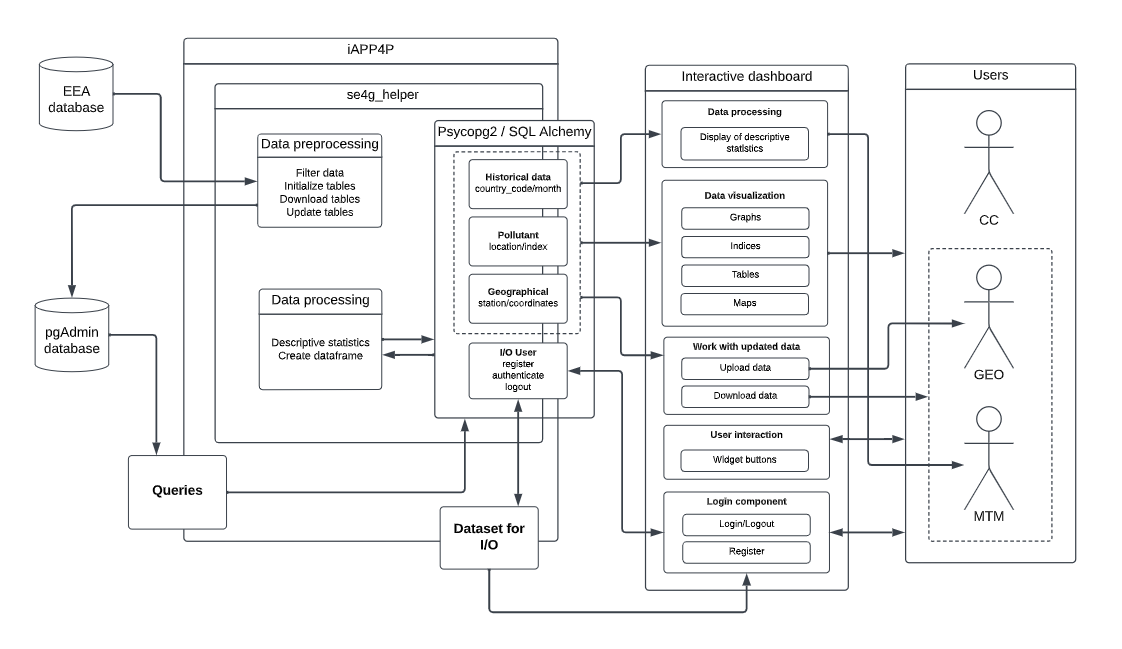 iAPP4P
EEA
database
se4g_helper
Data preprocessing
Filter data
Initialize tables
Download tables
Update tables
Psycopg2 / SQL Alchemy
Historical data
country_code/month
Pollutant
location/index
Geographical
station/coordinates
I/O User
register
authenticate
logout
Data processing
Descriptive statistics
Create dataframe
pgAdmin
database
Queries
Dataset for
I/O
Interactive dashboard
Data processing
Display of descriptive
statistics
Data visualization
Graphs
Indices
Tables
Maps
Work with updated data
Upload data
Download data
User interaction
Widget buttons
Login component
Login/Logout
Register
Users
CC
GEO
MTM